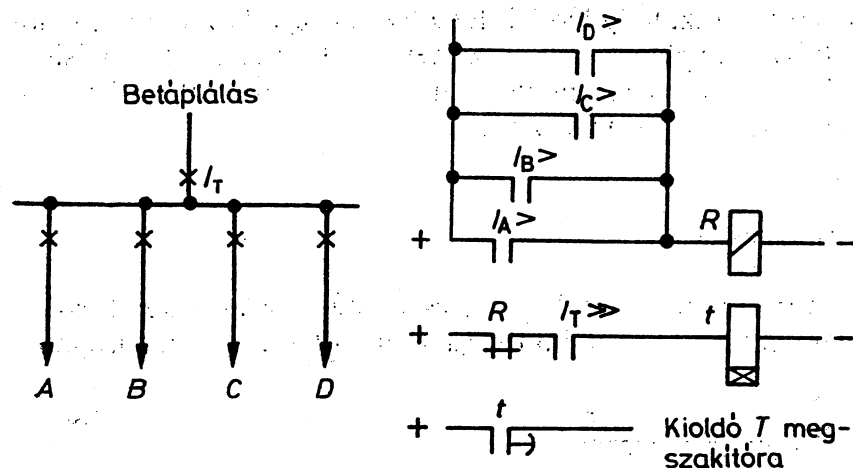 Betáplálás
I_T
A B C D
I_D >
I_C >
I_B >
I_A >
+ R -
+ R I_T ≫ t -
+ t Kioldó T meg-
szakítóra